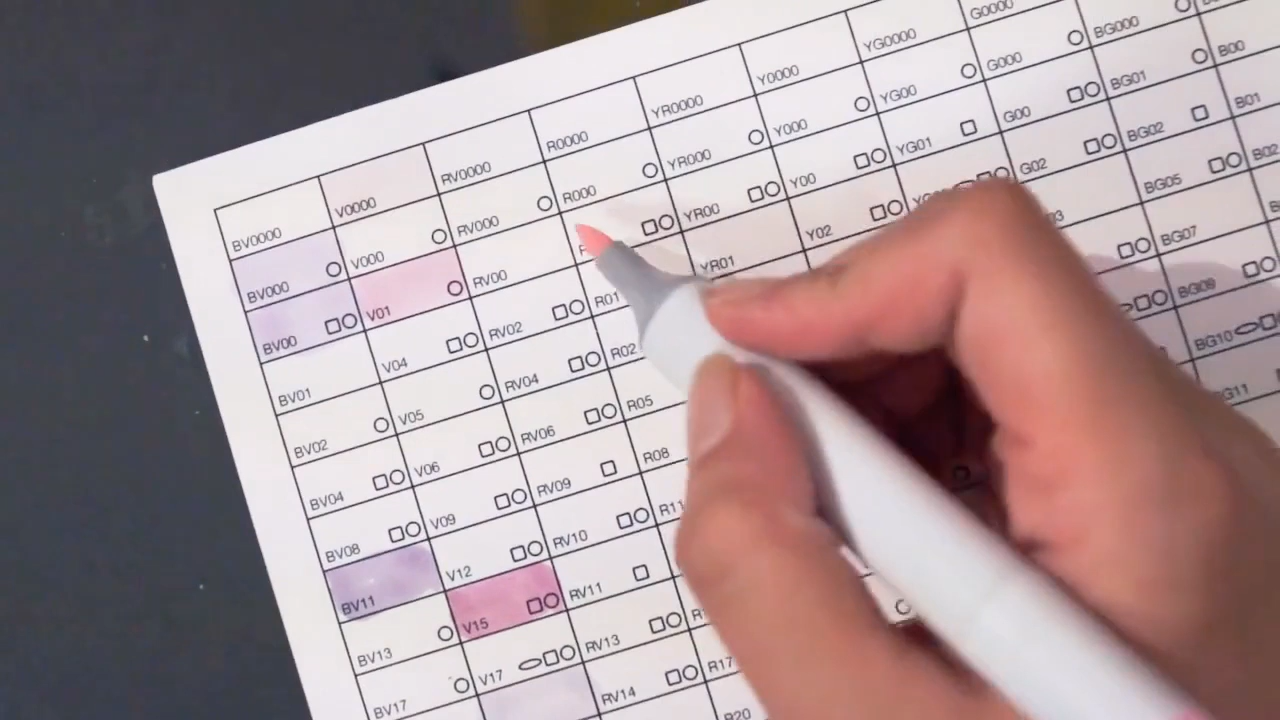 BV0000 V0000 RV0000 R0000 YR0000 Y0000 YG0000 G0000
BV000 V000 RV000 R000 YR000 Y000 YG00 G000 BG000
BV00 V01 RV00 YR00 Y00 YG01 G00 BG01 B00
BV01 V04 RV02 R01 YR01 Y02 G02 BG02 B01
BV02 V05 RV04 R02 BG05 B02
BV04 V06 RV06 R05 BG07
BV08 V09 RV09 R08 BG09
BV11 V12 RV10 R11 BG10
BV13 V15 RV11
BV17 V17 RV13 R17
RV14 R20